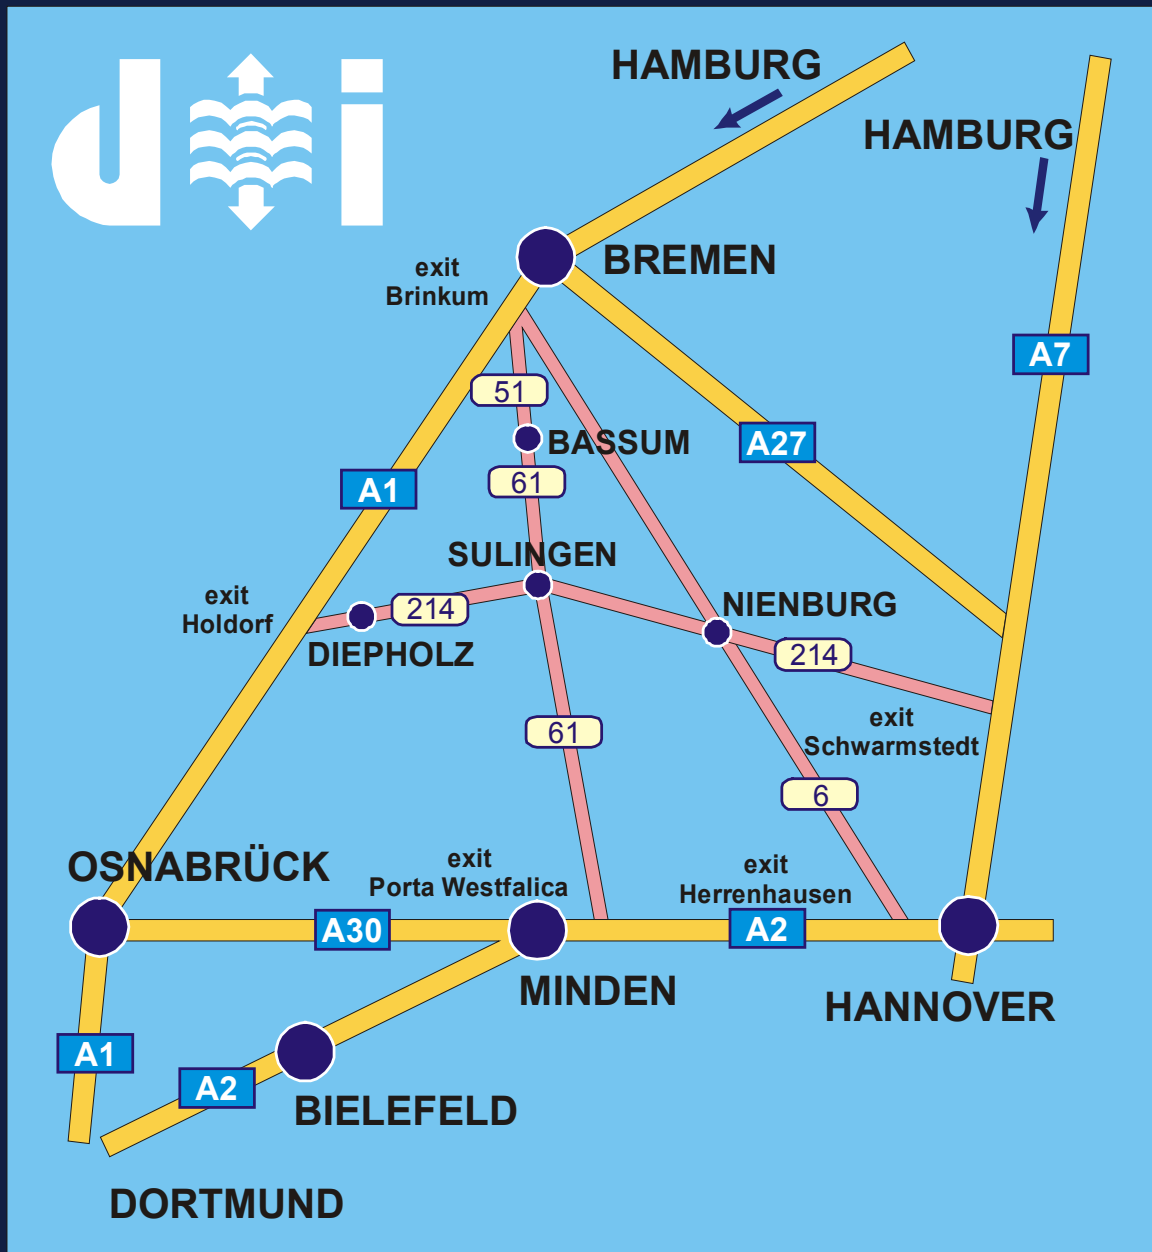 d i
HAMBURG
HAMBURG
BREMEN
exit
Brinkum
A7
51
BASSUM
A27
61
A1
SULINGEN
exit
Holdorf
214
NIENBURG
DIEPHOLZ
214
exit
Schwarmstedt
61
6
OSNABRÜCK
exit
Porta Westfalica
exit
Herrenhausen
A30
A2
MINDEN
HANNOVER
A1
A2
BIELEFELD
DORTMUND